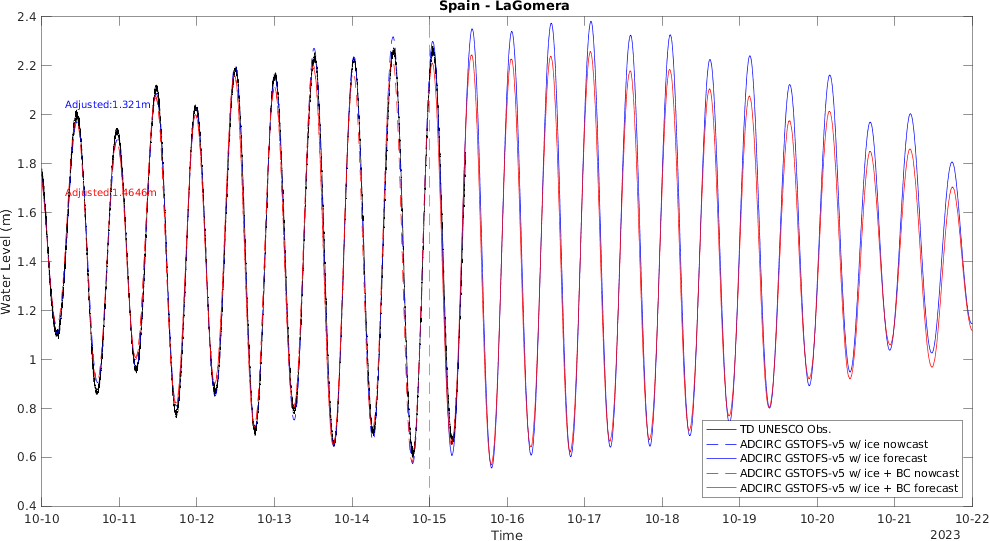 Spain - LaGomera
2.4
2.2
2
1.8
1.6
1.4
1.2
1
0.8
0.6
0.4
Water Level (m)
Adjusted:1.321m
Adjusted:1.4646m
TD UNESCO Obs.
ADCIRC GSTOFS-v5 w/ ice nowcast
ADCIRC GSTOFS-v5 w/ ice forecast
ADCIRC GSTOFS-v5 w/ ice + BC nowcast
ADCIRC GSTOFS-v5 w/ ice + BC forecast
10-10 10-11 10-12 10-13 10-14 10-15 10-16 10-17 10-18 10-19 10-20 10-21 10-22
Time
2023